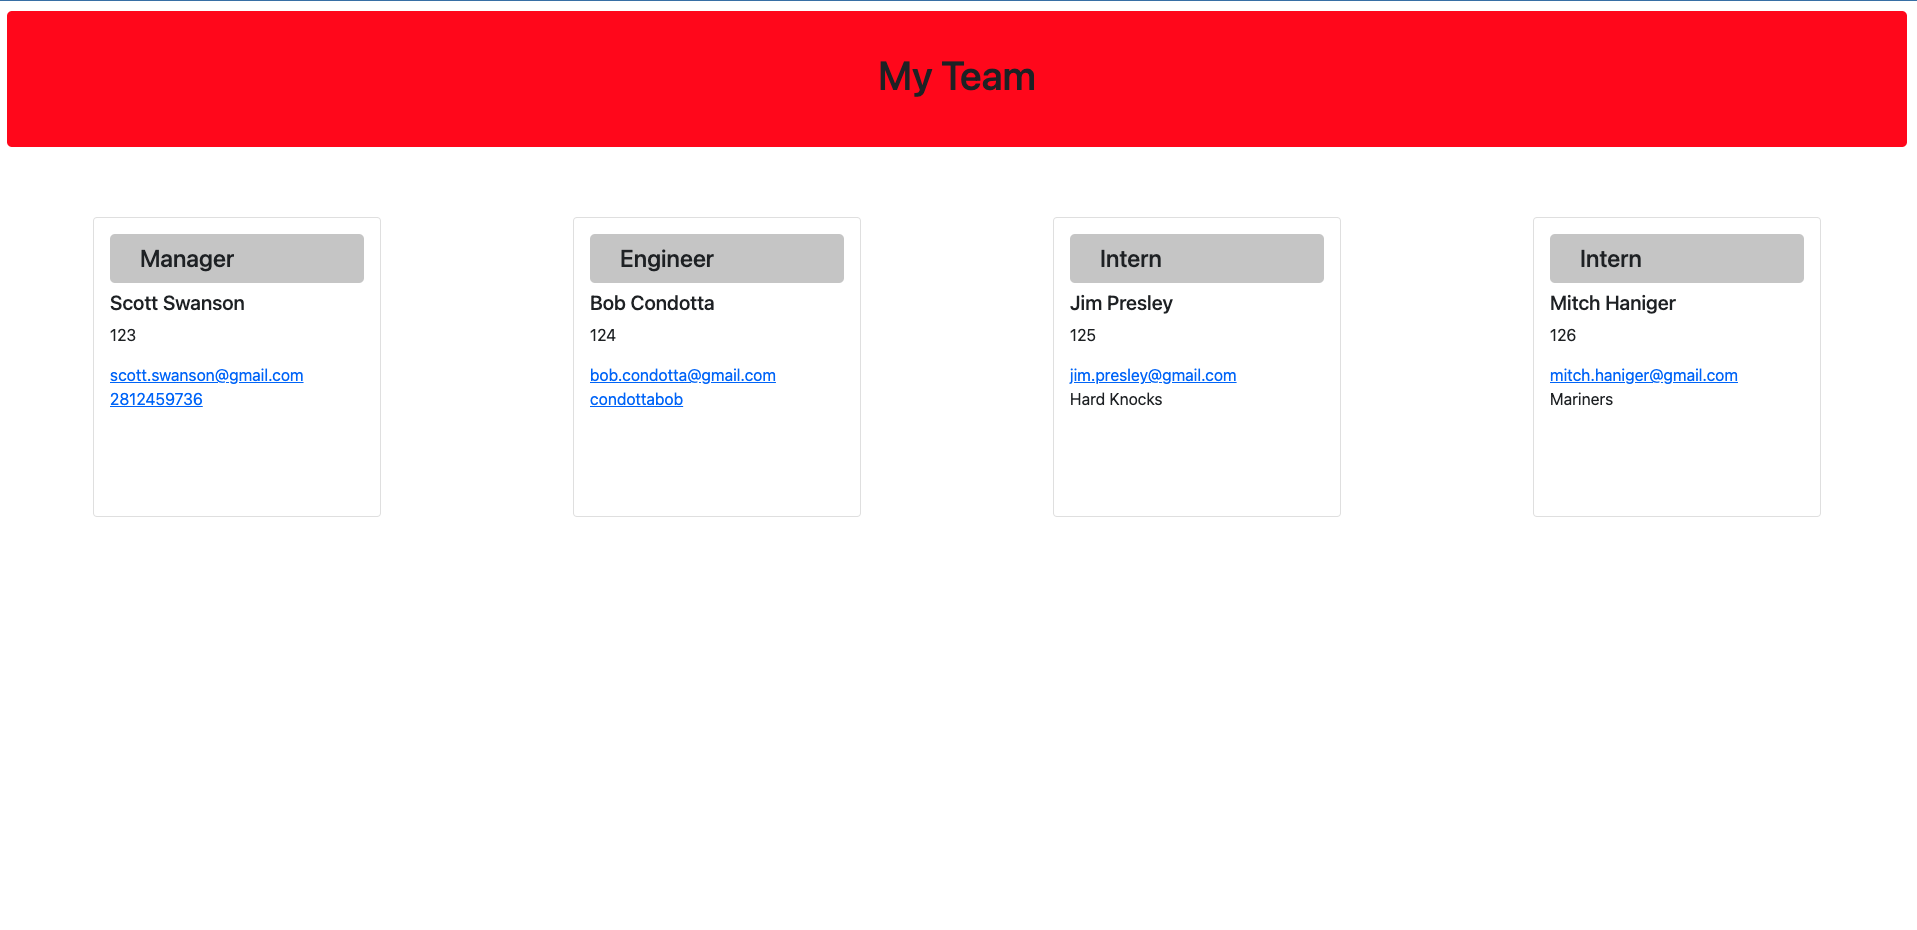 My Team
Manager
Scott Swanson
123
scott.swanson@gmail.com
2812459736
Engineer
Bob Condotta
124
bob.condotta@gmail.com
condottabob
Intern
Jim Presley
125
jim.presley@gmail.com
Hard Knocks
Intern
Mitch Haniger
126
mitch.haniger@gmail.com
Mariners